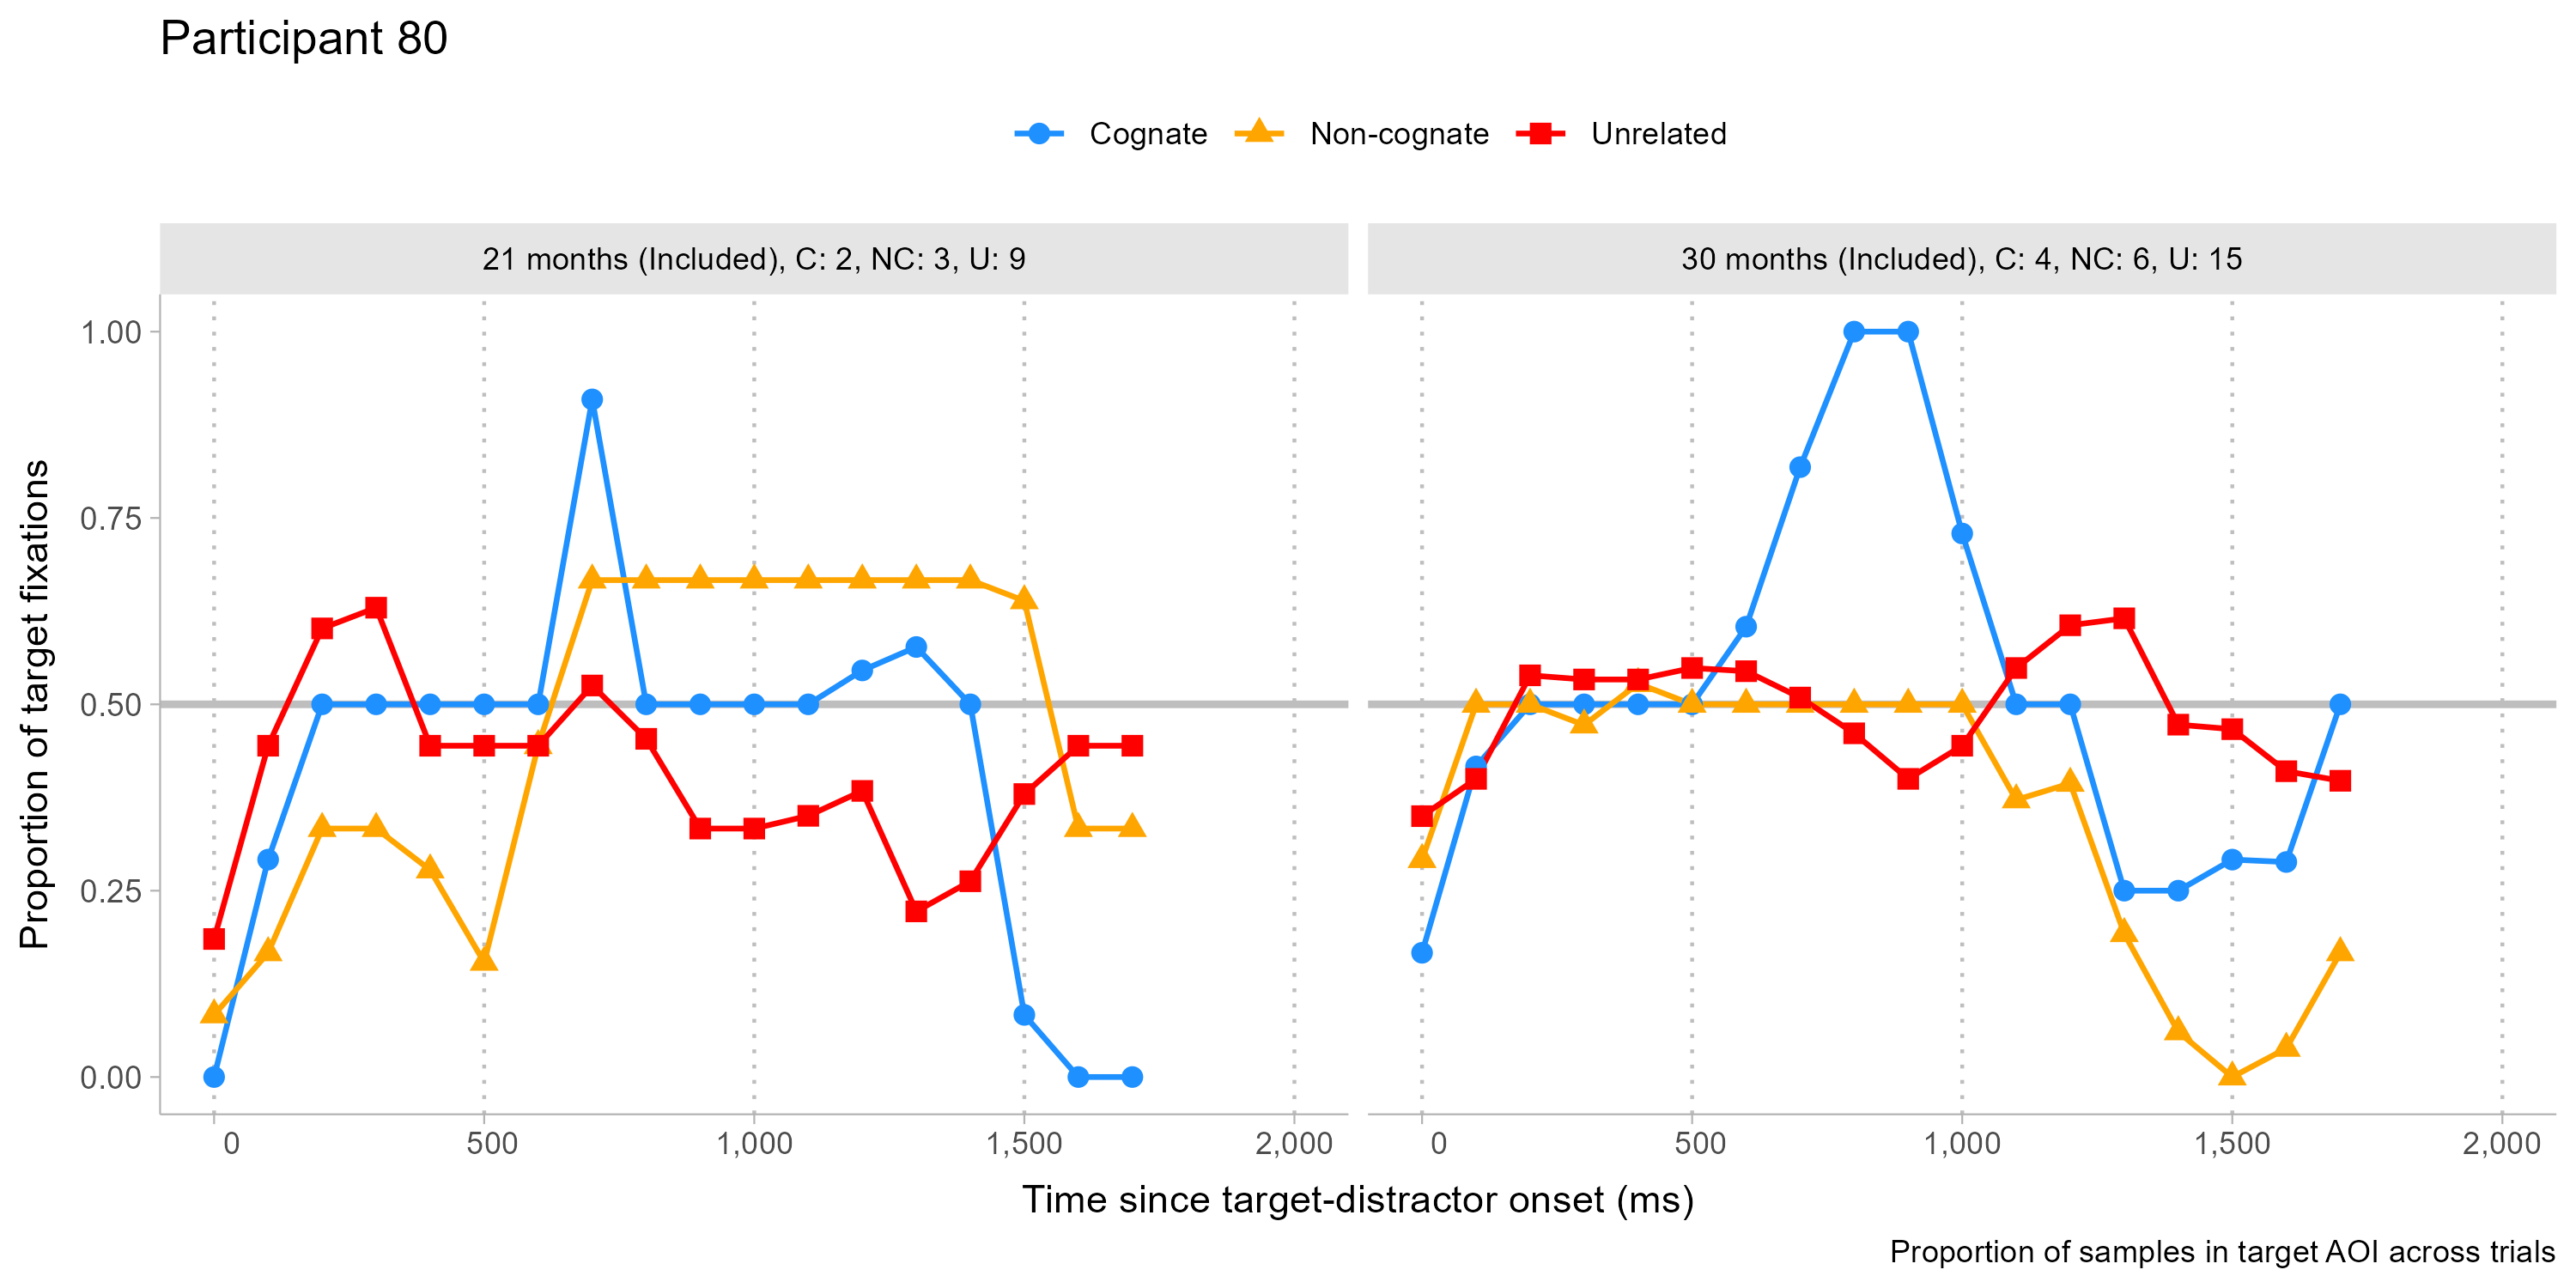 Participant 80
Cognate Non-cognate Unrelated
21 months (Included), C: 2, NC: 3, U: 9
30 months (Included), C: 4, NC: 6, U: 15
Proportion of target fixations
1.00
0.75
0.50
0.25
0.00
0 500 1,000 1,500 2,000
0 500 1,000 1,500 2,000
Time since target-distractor onset (ms)
Proportion of samples in target AOI across trials